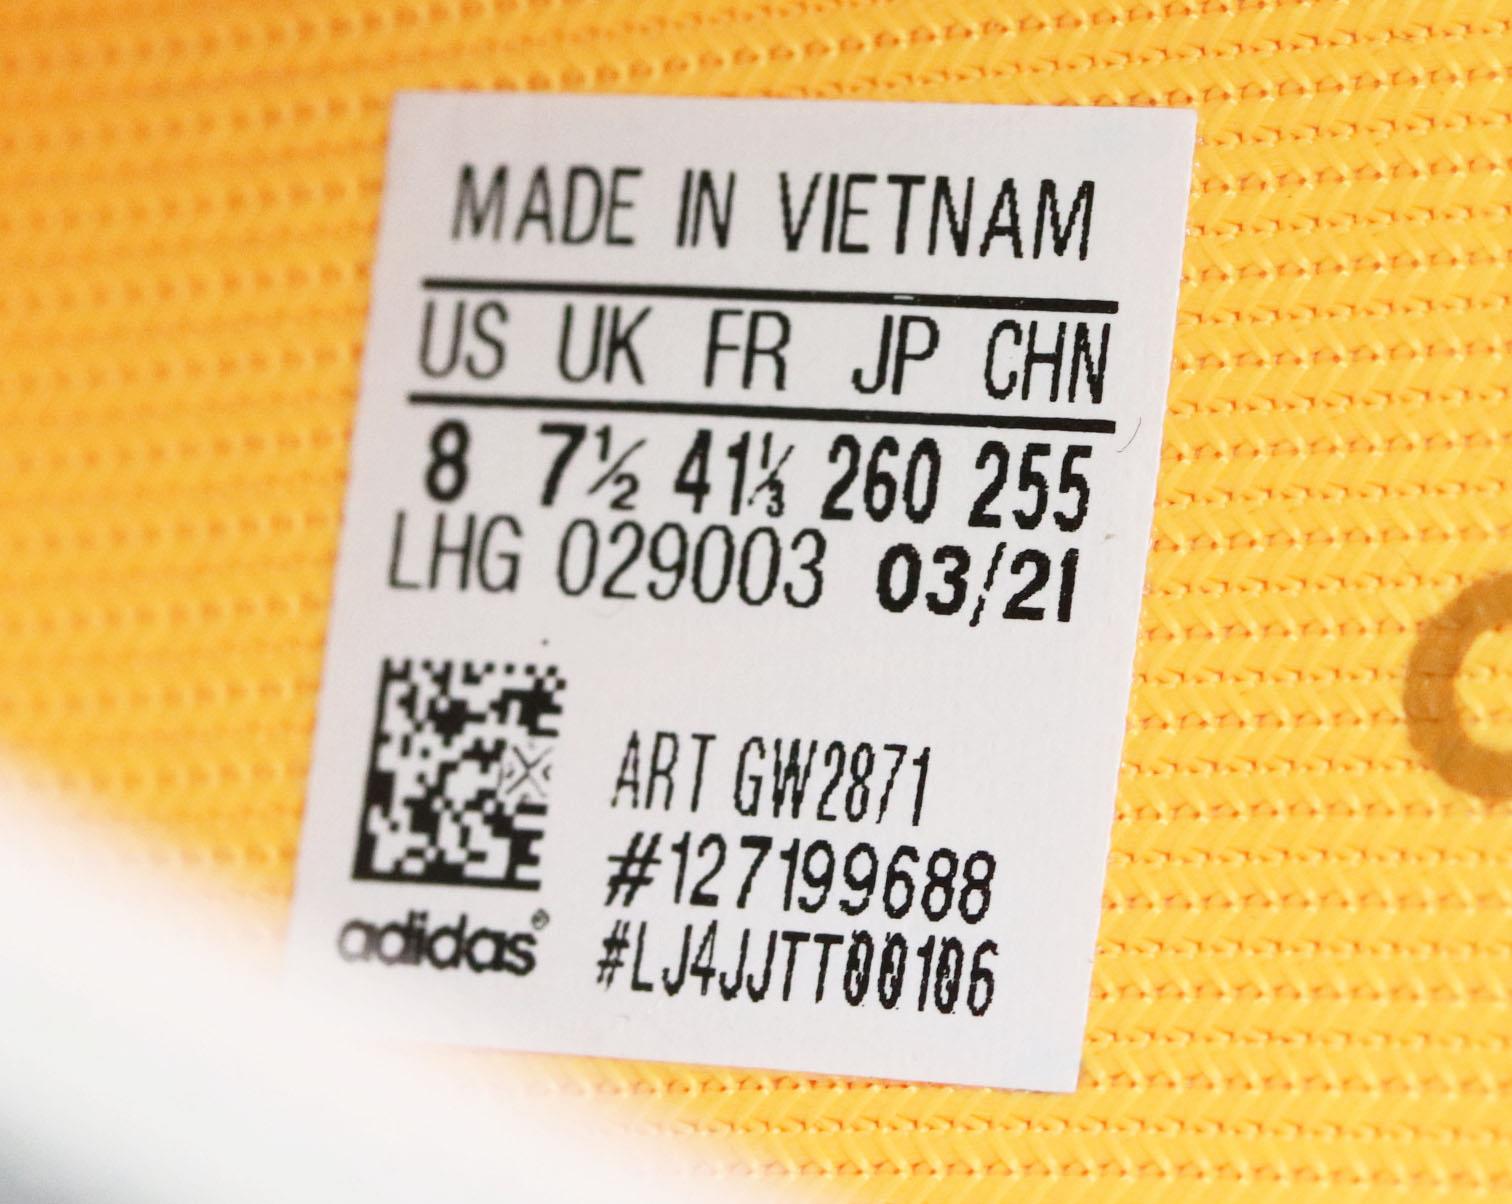 MADE IN VIETNAM
US UK FR JP CHN
8 7½ 41⅓ 260 255
LHG 029003 03/21
ART GW2871
#127199688
#LJ4JJTT00106
adidas®